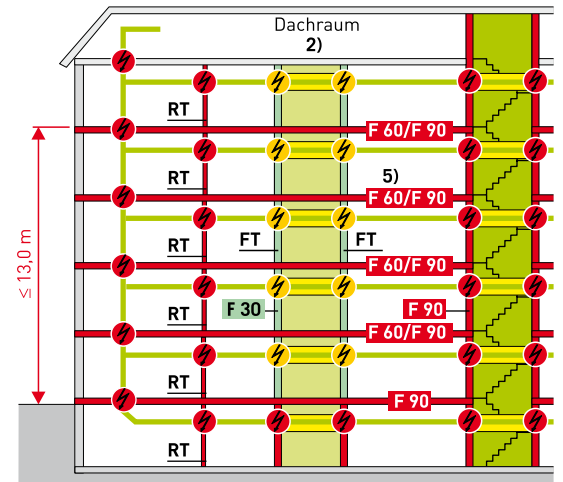 Dachraum
2)
RT
F 60/F 90
RT
5)
F 60/F 90
RT
FT
FT
F 60/F 90
≤ 13,0 m
RT
F 30
F 90
F 60/F 90
RT
F 90
RT